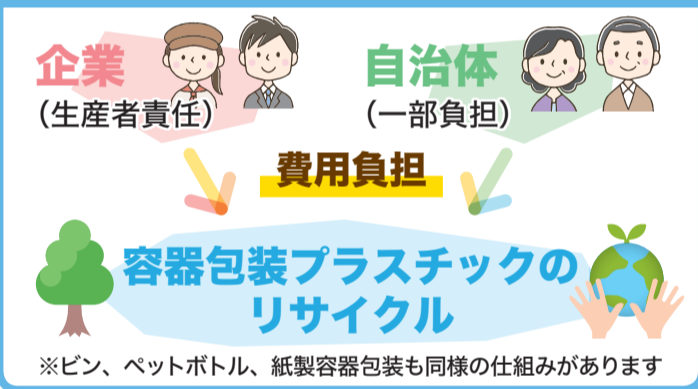 企業
(生産者責任)
自治体
(一部負担)
費用負担
容器包装プラスチックの
リサイクル
※ビン、ペットボトル、紙製容器包装も同様の仕組みがあります